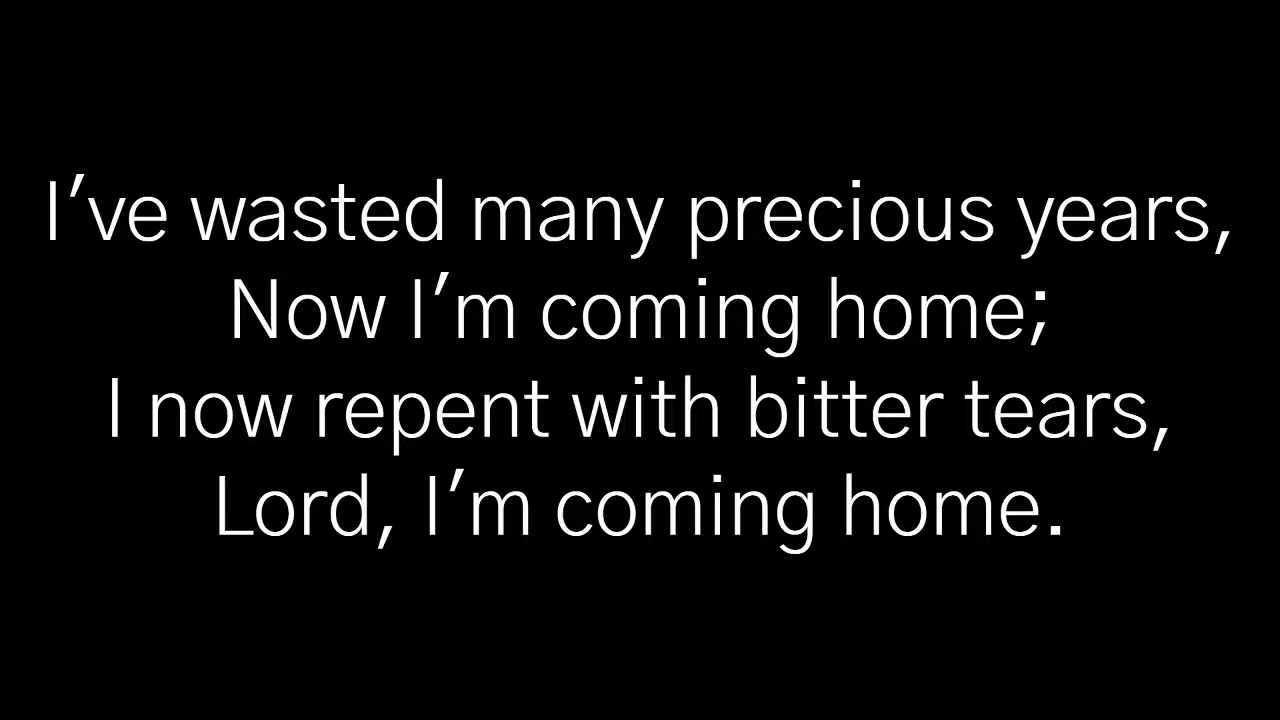 I’ve wasted many precious years,
Now I’m coming home;
I now repent with bitter tears,
Lord, I’m coming home.